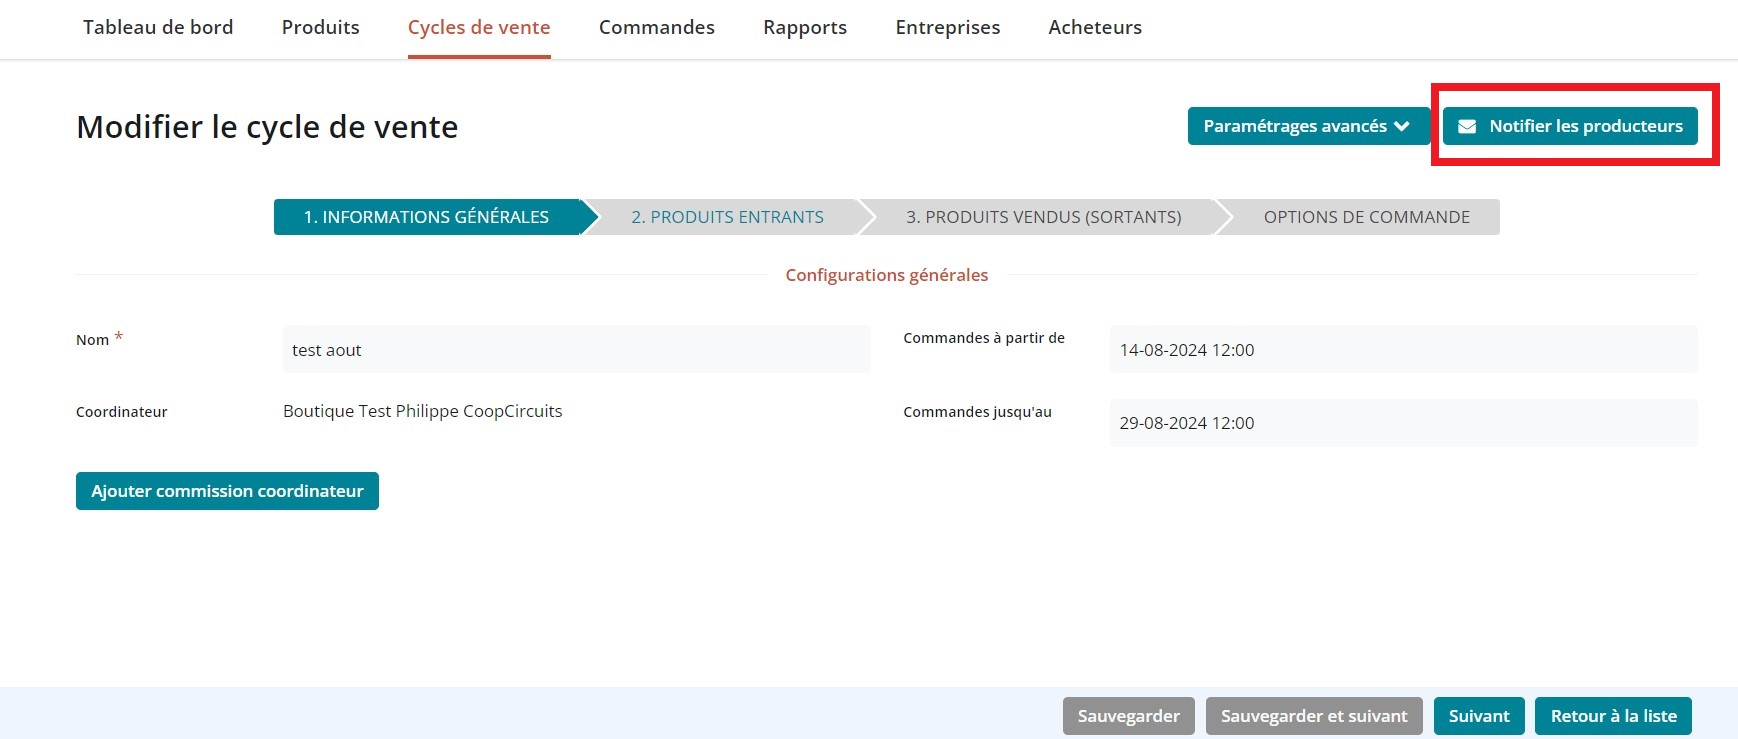 Tableau de bord Produits Cycles de vente Commandes Rapports Entreprises Acheteurs
Modifier le cycle de vente
Paramétrages avancés
Notifier les producteurs
1. INFORMATIONS GÉNÉRALES 2. PRODUITS ENTRANTS 3. PRODUITS VENDUS (SORTANTS) OPTIONS DE COMMANDE
Configurations générales
Nom *
test aout
Commandes à partir de
14-08-2024 12:00
Coordinateur
Boutique Test Philippe CoopCircuits
Commandes jusqu'au
29-08-2024 12:00
Ajouter commission coordinateur
Sauvegarder
Sauvegarder et suivant
Suivant
Retour à la liste